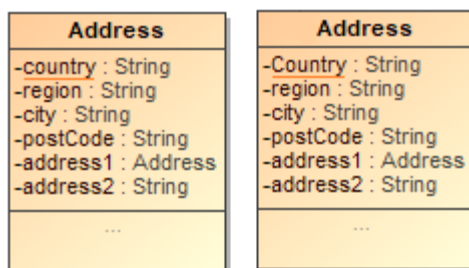 Address
-country : String
-region : String
-city : String
-postCode : String
-address1 : Address
-address2 : String
...
Address
-Country : String
-region : String
-city : String
-postCode : String
-address1 : Address
-address2 : String
...